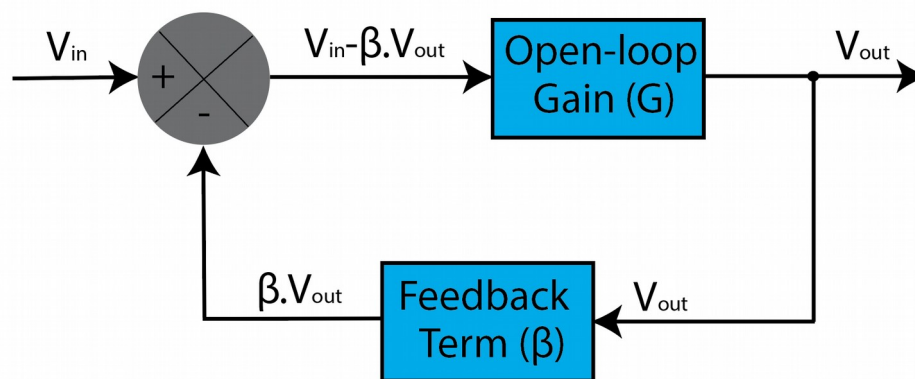 Vin
+
-
Vin-β.Vout
Open-loop
Gain (G)
Vout
β.Vout
Feedback
Term (β)
Vout